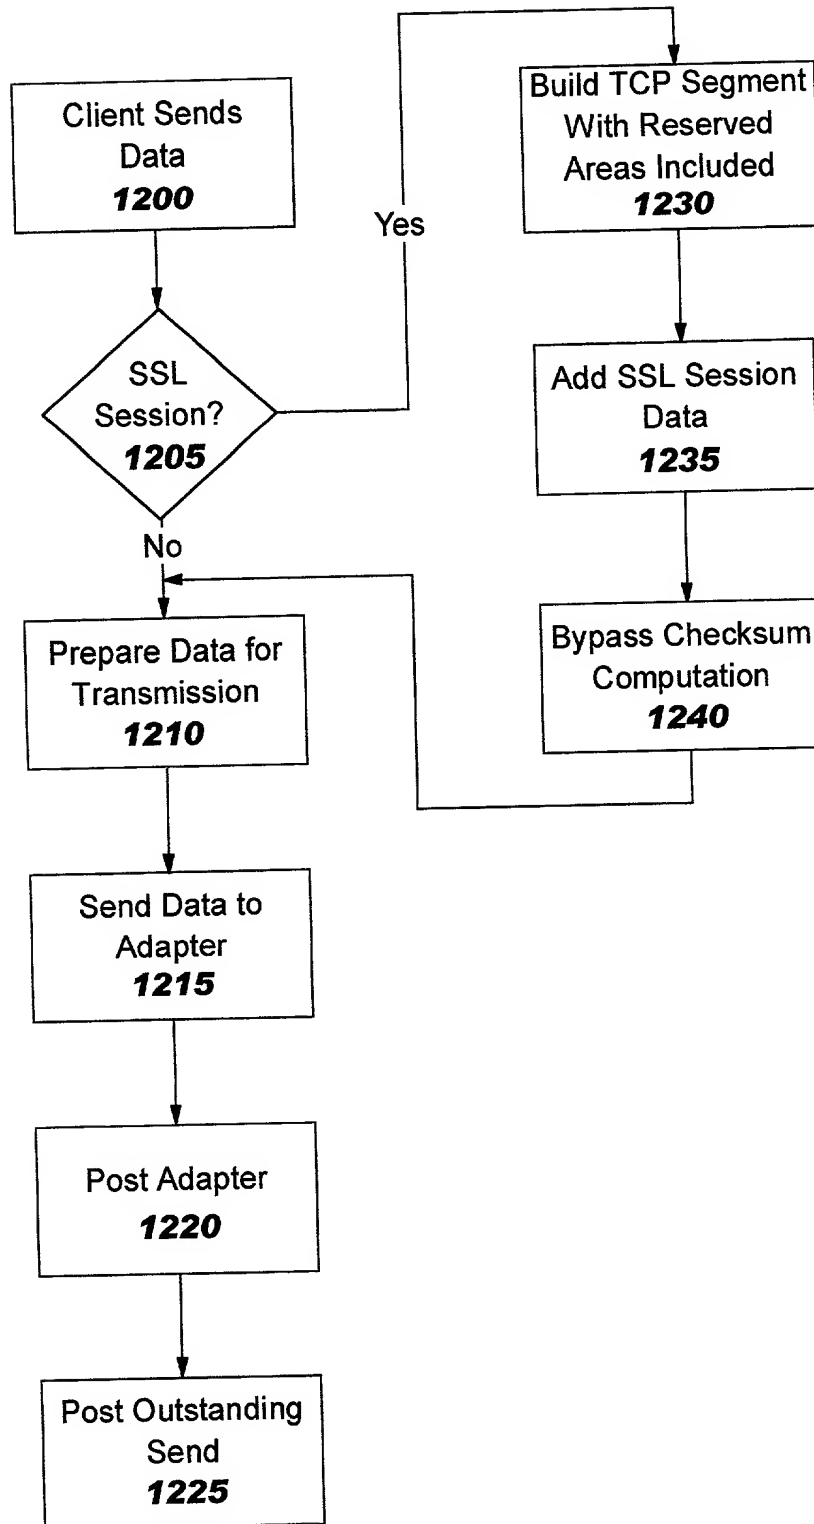 Client Sends
Data
1200
SSL
Session?
1205
Yes
No
Build TCP Segment
With Reserved
Areas Included
1230
Add SSL Session
Data
1235
Bypass Checksum
Computation
1240
Prepare Data for
Transmission
1210
Send Data to
Adapter
1215
Post Adapter
1220
Post Outstanding
Send
1225